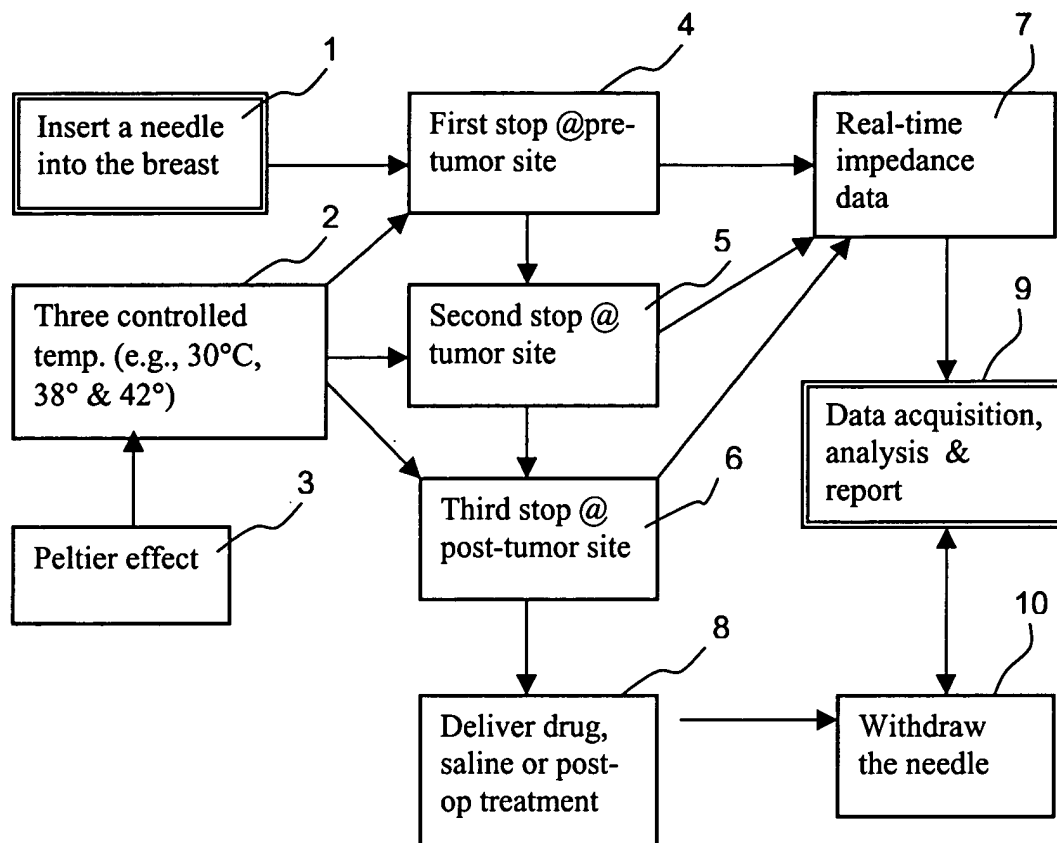 1
Insert a needle
into the breast
4
First stop @pre-
tumor site
7
Real-time
impedance
data
2
Three controlled
temp. (e.g., 30°C,
38° & 42°)
5
Second stop @
tumor site
9
Data acquisition,
analysis &
report
3
Peltier effect
6
Third stop @
post-tumor site
8
Deliver drug,
saline or post-
op treatment
10
Withdraw
the needle